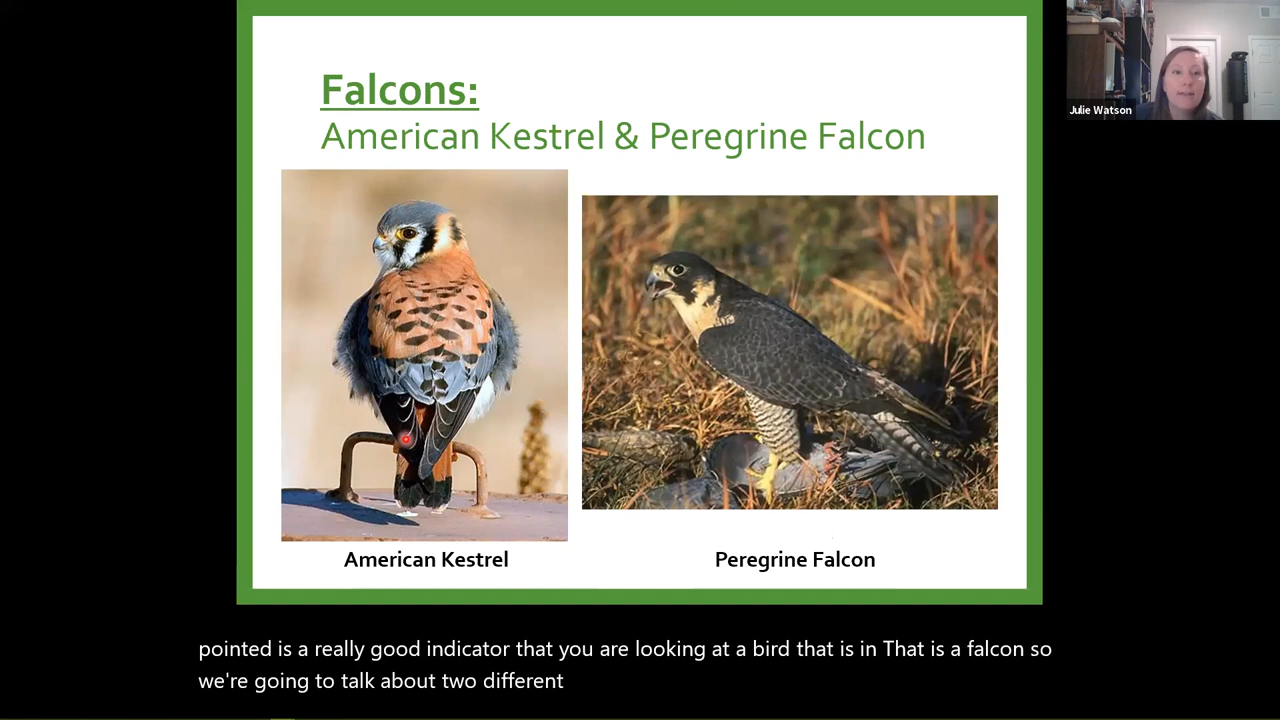 Falcons:
American Kestrel & Peregrine Falcon
Julie Watson
American Kestrel
Peregrine Falcon
pointed is a really good indicator that you are looking at a bird that is in That is a falcon so
we're going to talk about two different